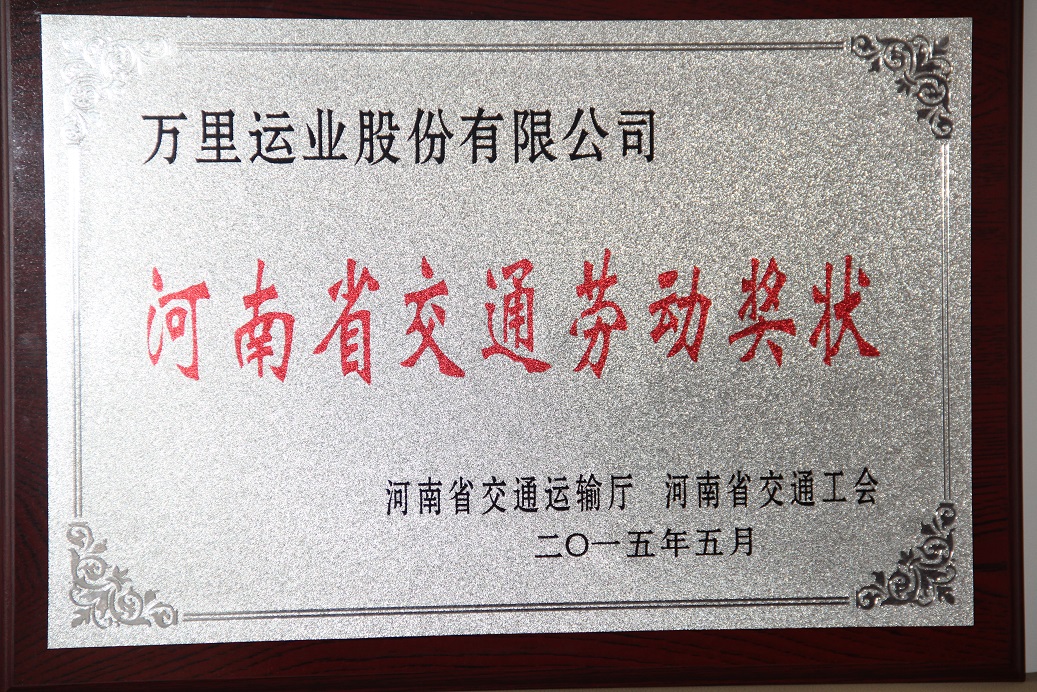 万里运业股份有限公司
河南省交通劳动奖状
河南省交通运输厅 河南省交通工会
二〇一五年五月